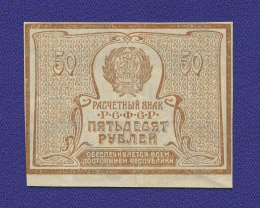 50 50
РАСЧЕТНЫЙ ЗНАК
Р·С·Ф·С·Р
ПЯТЬДЕСЯТ
РУБЛЕЙ
ОБЕСПЕЧИВАЕТСЯ ВСЕМ
ДОСТОЯНИЕМ РЕСПУБЛИКИ